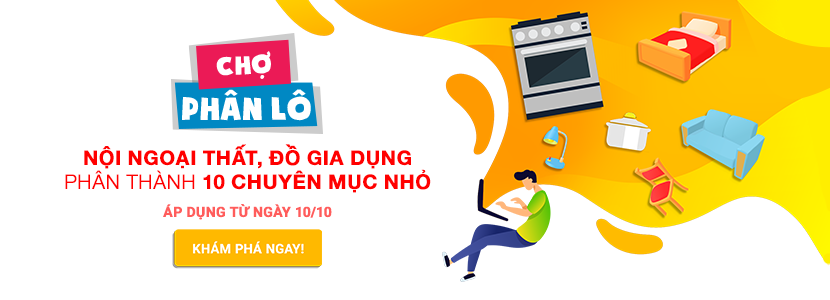 CHỢ
PHÂN LÔ
NỘI NGOẠI THẤT, ĐỒ GIA DỤNG
PHÂN THÀNH 10 CHUYÊN MỤC NHỎ
ÁP DỤNG TỪ NGÀY 10/10
KHÁM PHÁ NGAY!